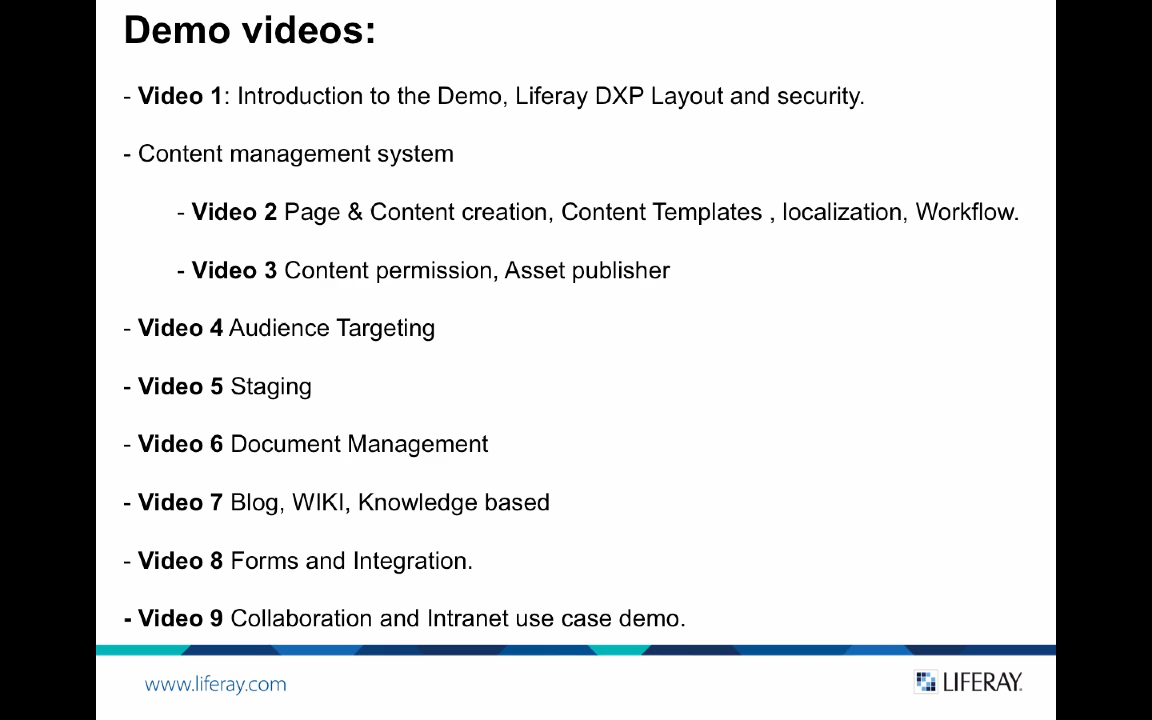 Demo videos:
- Video 1: Introduction to the Demo, Liferay DXP Layout and security.
- Content management system
- Video 2 Page & Content creation, Content Templates , localization, Workflow.
- Video 3 Content permission, Asset publisher
- Video 4 Audience Targeting
- Video 5 Staging
- Video 6 Document Management
- Video 7 Blog, WIKI, Knowledge based
- Video 8 Forms and Integration.
- Video 9 Collaboration and Intranet use case demo.
www.liferay.com
LIFERAY.